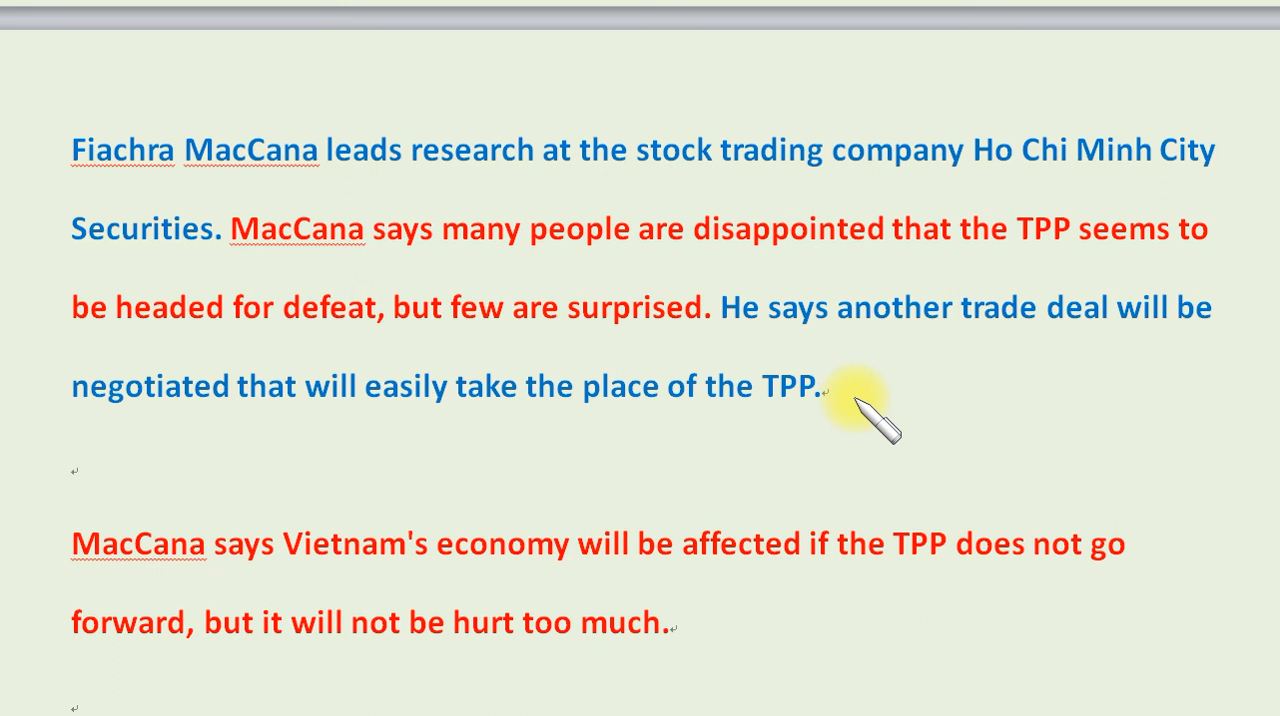 Fiachra MacCana leads research at the stock trading company Ho Chi Minh City
Securities. MacCana says many people are disappointed that the TPP seems to
be headed for defeat, but few are surprised. He says another trade deal will be
negotiated that will easily take the place of the TPP.
MacCana says Vietnam's economy will be affected if the TPP does not go
forward, but it will not be hurt too much.